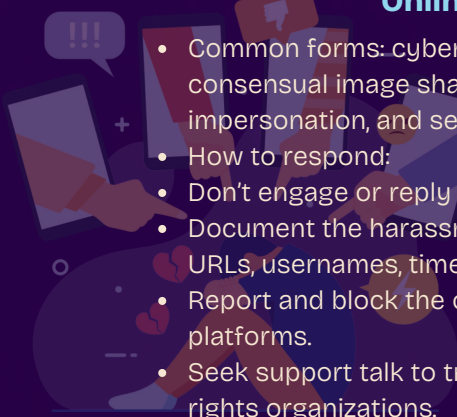 Onlin
!!!
• Common forms: cyber
consensual image sha
impersonation, and se
• How to respond:
• Don't engage or reply
• Document the harassr
URLs, usernames, time
• Report and block the
platforms.
• Seek support talk to tr
rights organizations.